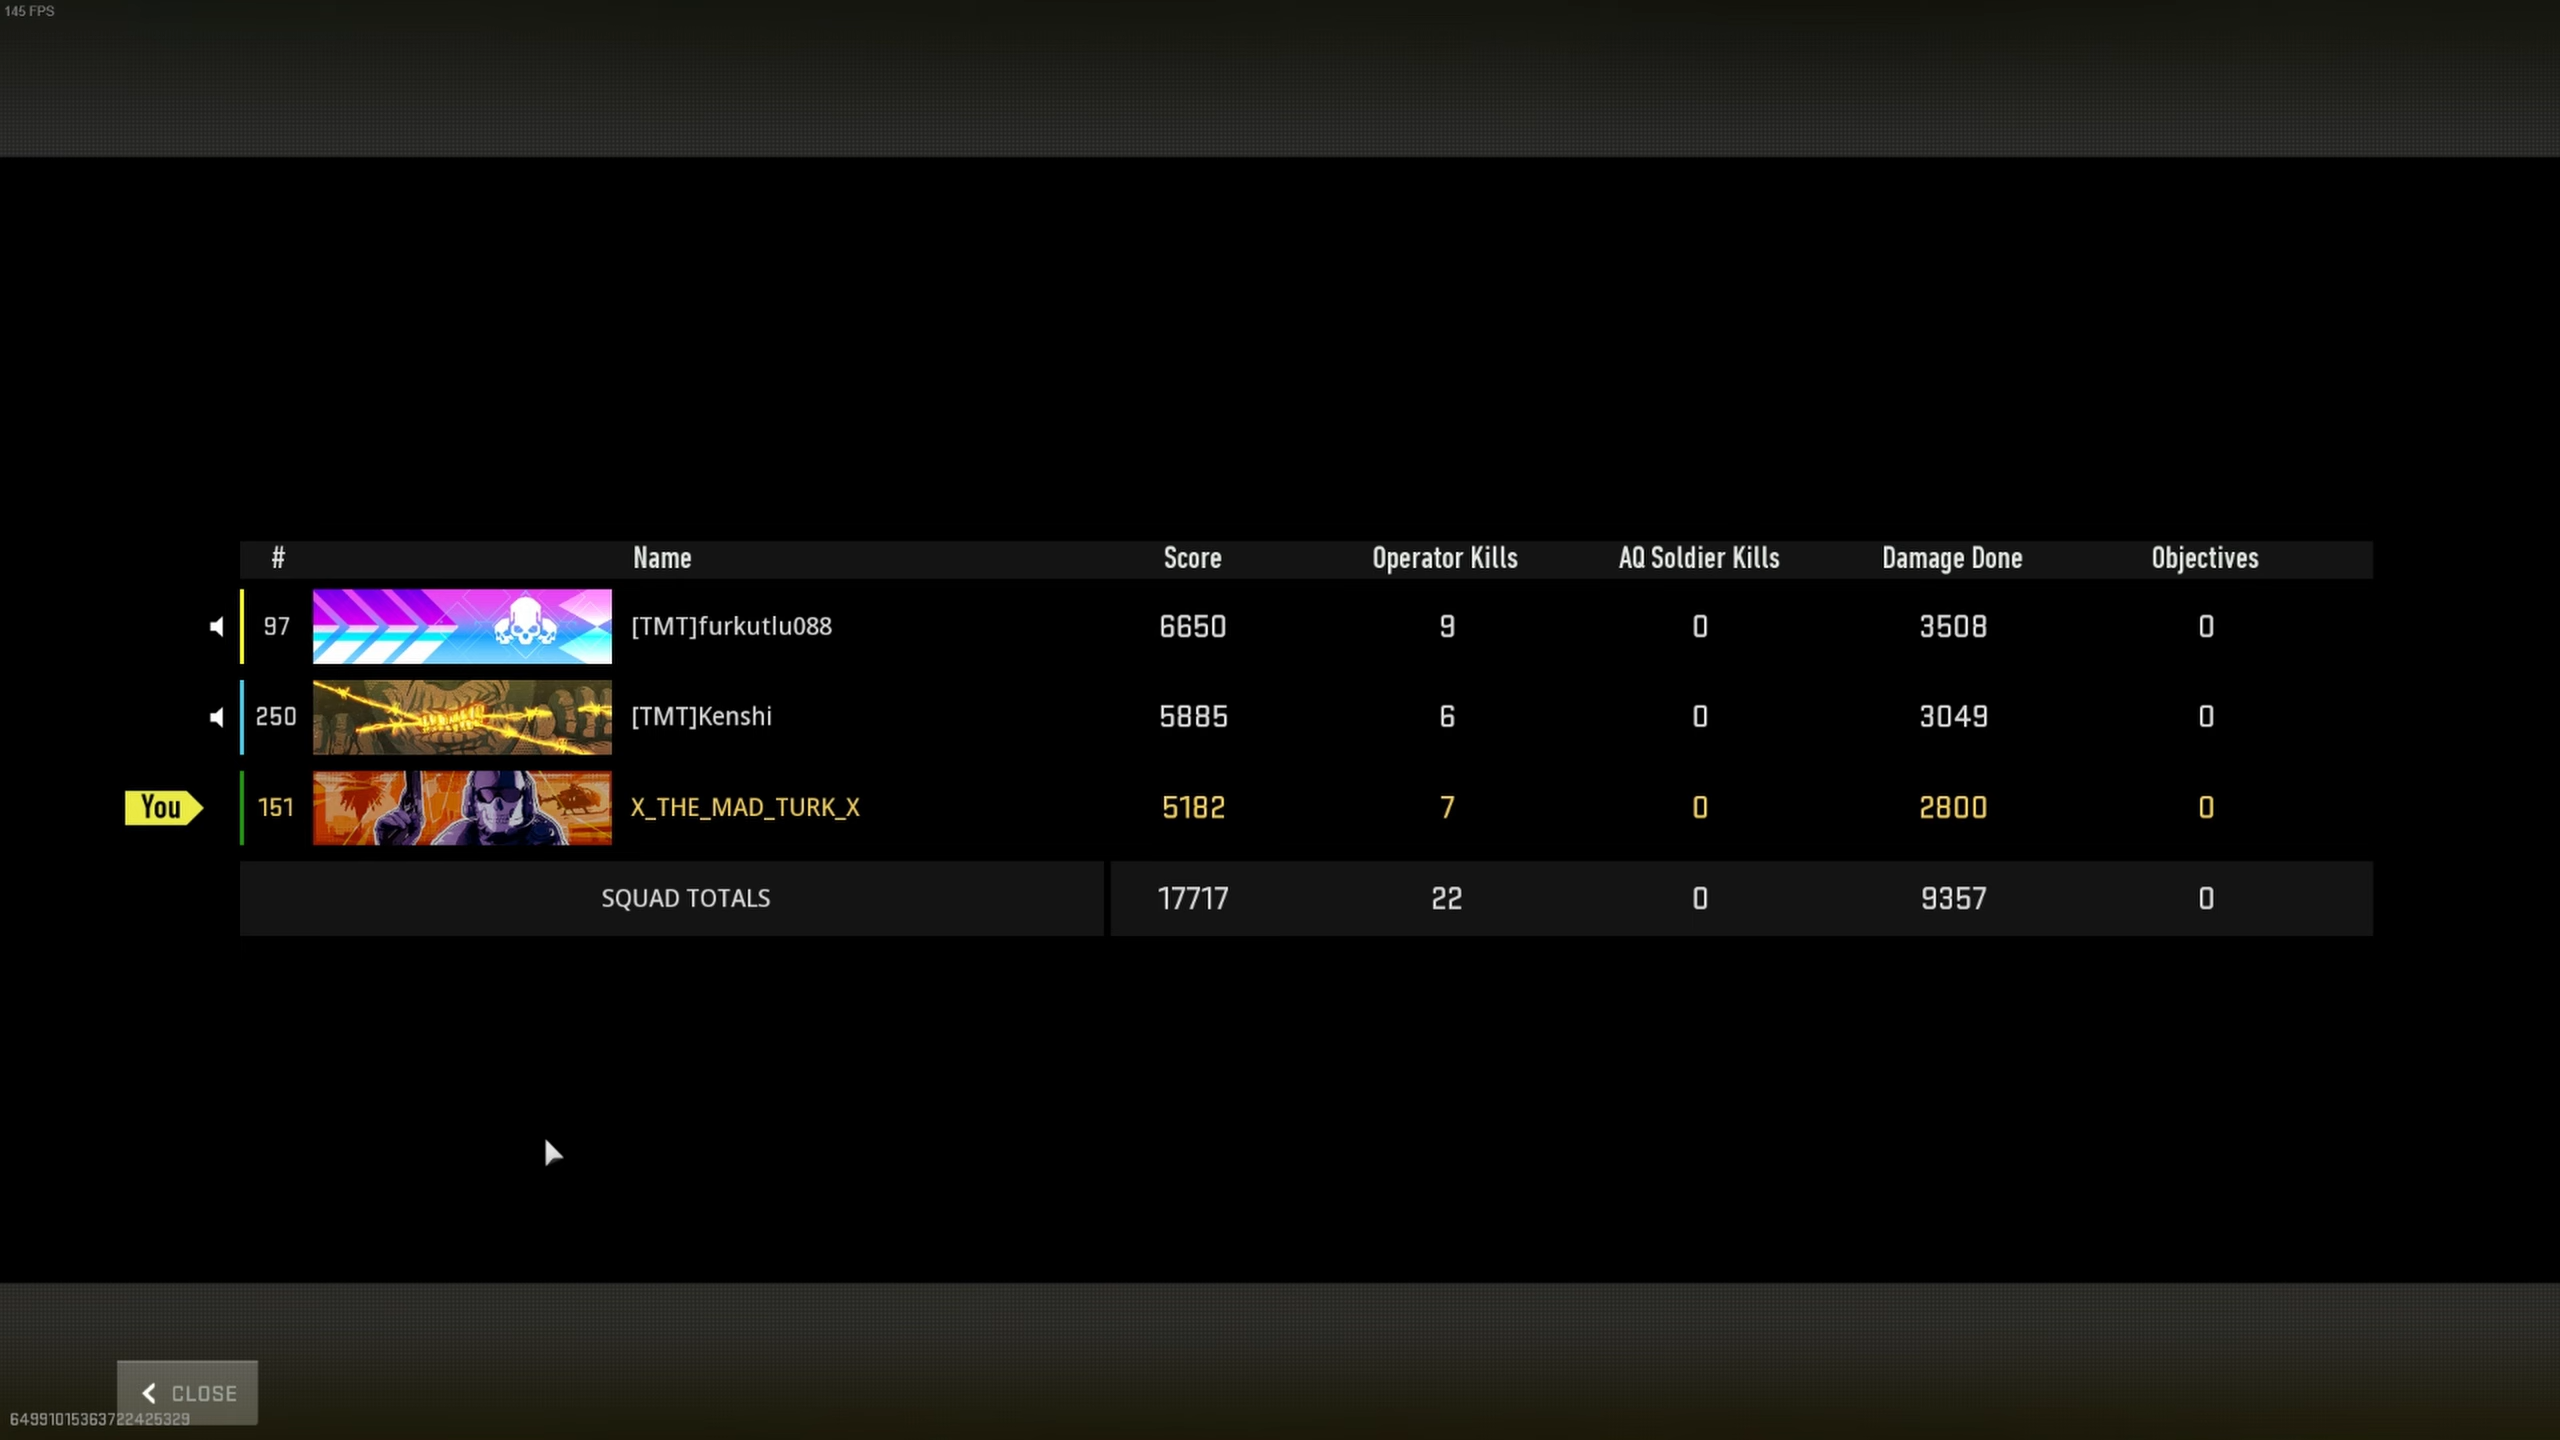 145 FPS
# Name Score Operator Kills AQ Soldier Kills Damage Done Objectives
97 [TMT]furkutlu088 6650 9 0 3508 0
250 [TMT]Kenshi 5885 6 0 3049 0
You 151 X_THE_MAD_TURK_X 5182 7 0 2800 0
SQUAD TOTALS 17717 22 0 9357 0
CLOSE
64991015363722425329